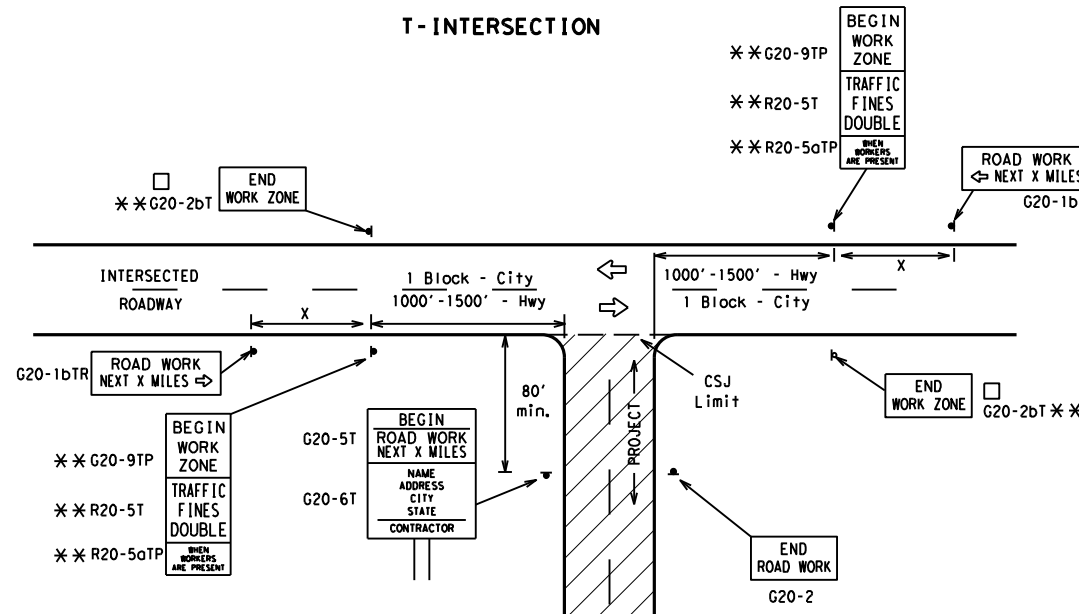 T-INTERSECTION
BEGIN
WORK
ZONE
TRAFFIC
FINES
DOUBLE
WHEN
WORKERS
ARE PRESENT
**G20-9TP
**R20-5T
**R20-5aTP
ROAD WORK
⇦ NEXT X MILES
G20-1b
END
WORK ZONE
□
**G20-2bT
INTERSECTED
ROADWAY
1 Block - City
1000'-1500' - Hwy
X
1000'-1500' - Hwy
1 Block - City
X
G20-1bTR
ROAD WORK
NEXT X MILES ⇨
80'
min.
PROJECT
CSJ
Limit
END
WORK ZONE
□
G20-2bT **
**G20-9TP
**R20-5T
**R20-5aTP
BEGIN
WORK
ZONE
TRAFFIC
FINES
DOUBLE
WHEN
WORKERS
ARE PRESENT
G20-5T
G20-6T
BEGIN
ROAD WORK
NEXT X MILES
NAME
ADDRESS
CITY
STATE
CONTRACTOR
END
ROAD WORK
G20-2